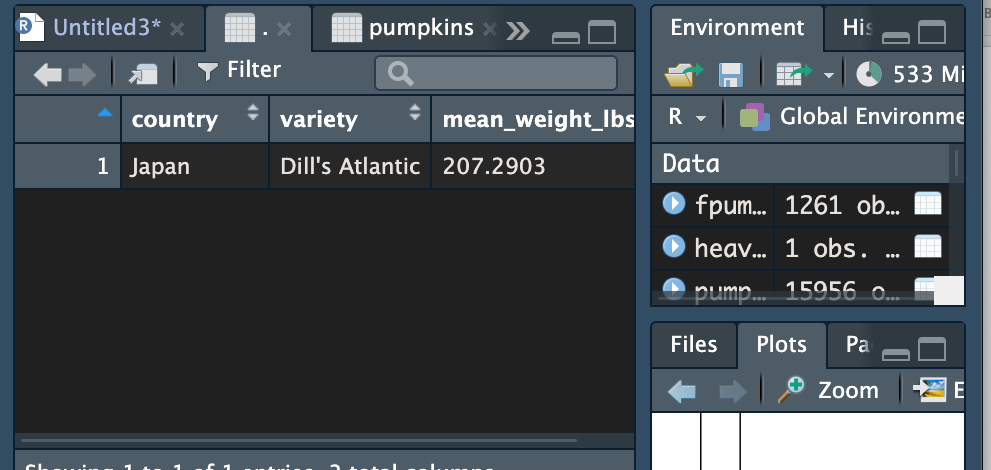 Untitled3* × . × pumpkins ×
Filter
country variety mean_weight_lbs
1 Japan Dill's Atlantic 207.2903
Showing 1 to 1 of 1 entries, 3 total columns
Environment His
533 Mi
R Global Environme
Data
fpum… 1261 ob…
heav… 1 obs. …
pump… 15956 o…
Files Plots Pa
Zoom E